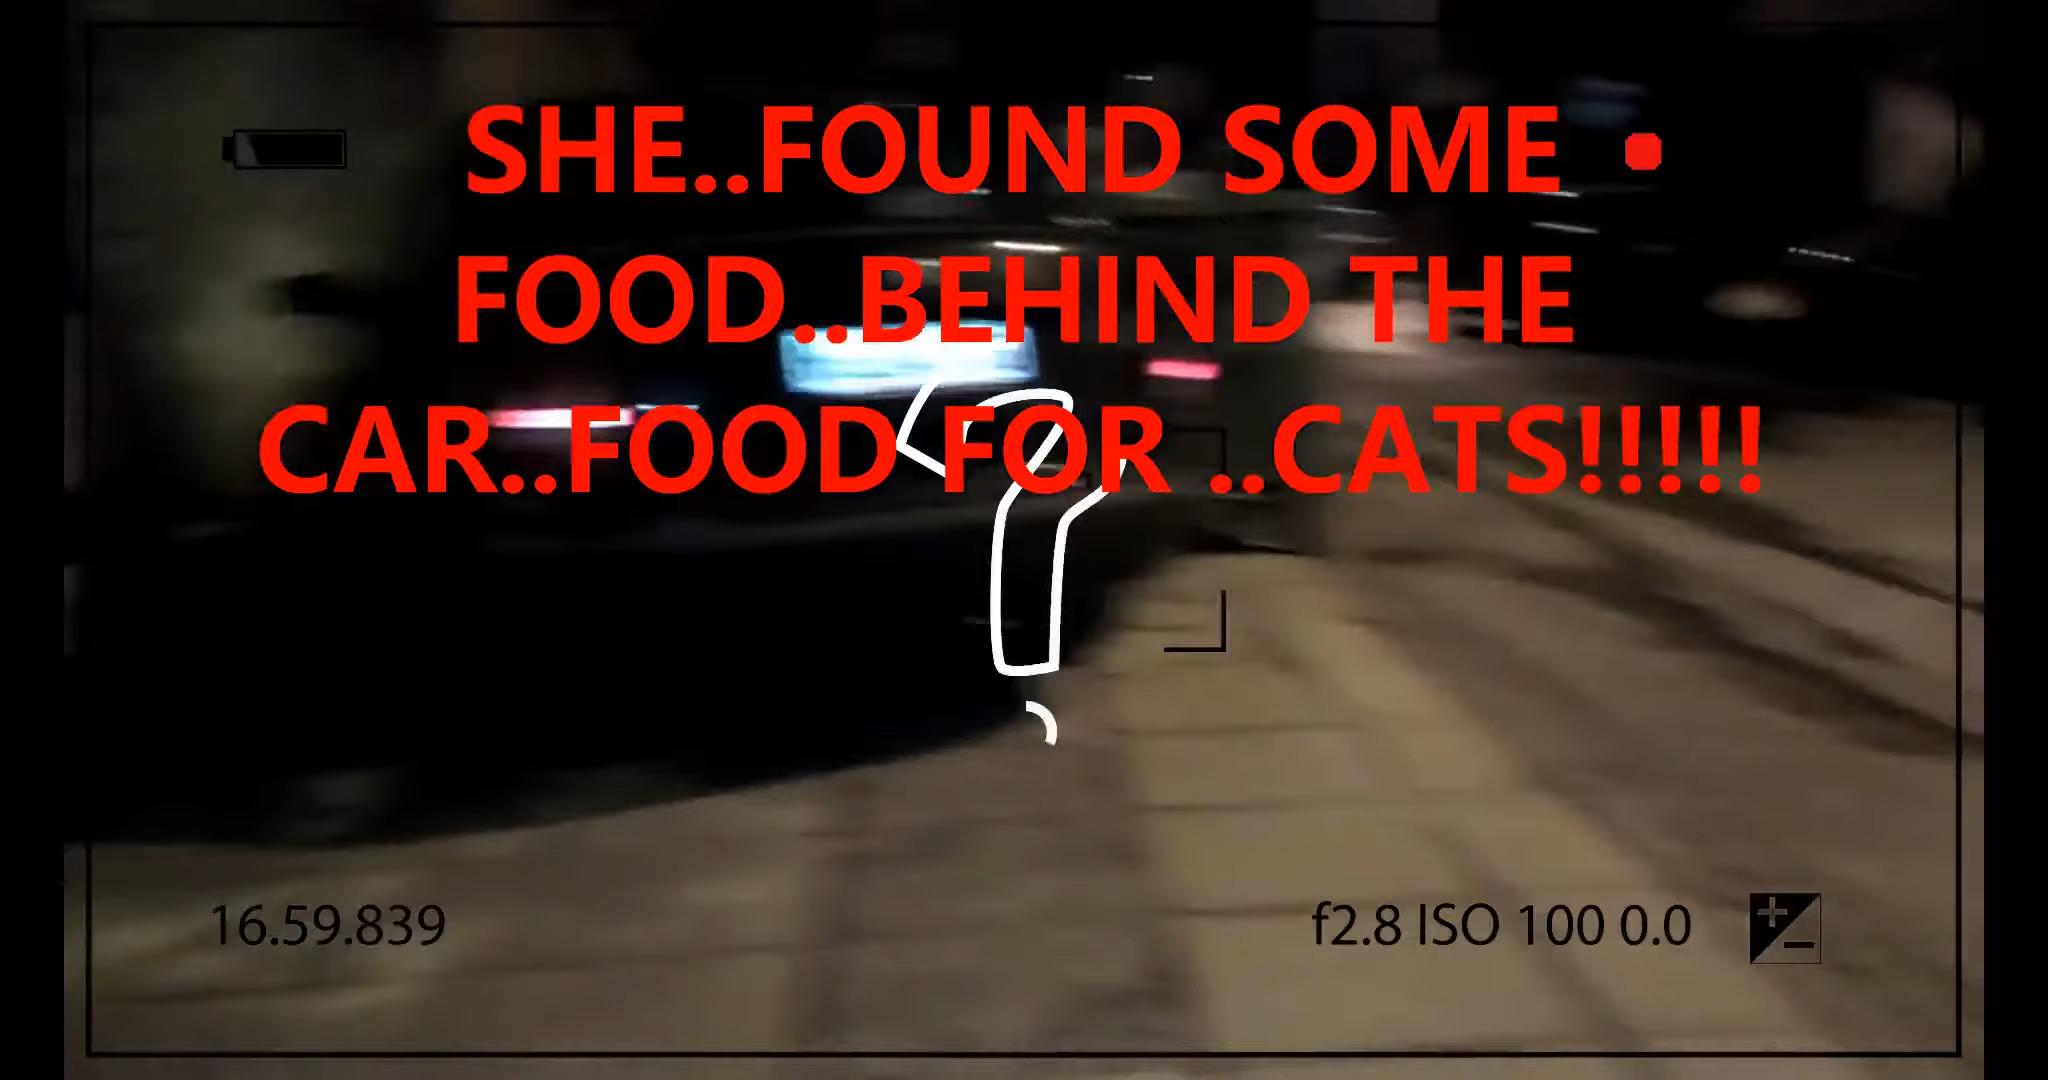 SHE..FOUND SOME
FOOD..BEHIND THE
CAR..FOOD FOR ..CATS!!!!!
16.59.839
f2.8 ISO 100 0.0